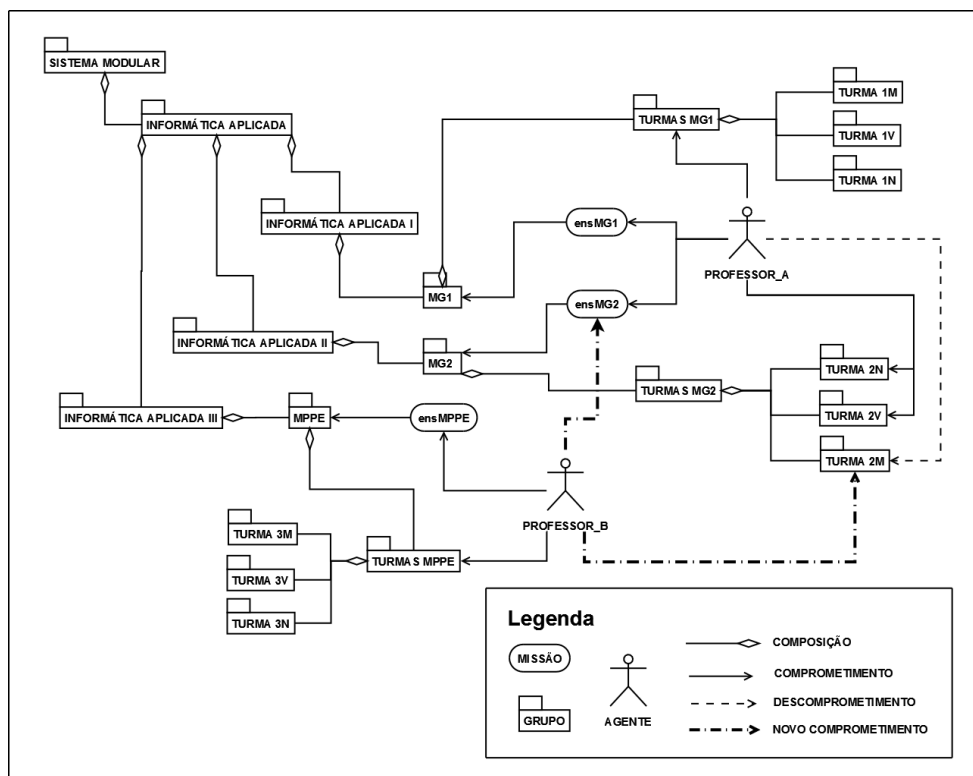 SISTEMA MODULAR
INFORMÁTICA APLICADA
TURMAS MG1
TURMA 1M
TURMA 1V
TURMA 1N
INFORMÁTICA APLICADA I
ensMG1
PROFESSOR_A
MG1
ensMG2
INFORMÁTICA APLICADA II
MG2
TURMAS MG2
TURMA 2N
TURMA 2V
TURMA 2M
INFORMÁTICA APLICADA III
MPPE
ensMPPE
PROFESSOR_B
TURMA 3M
TURMA 3V
TURMA 3N
TURMAS MPPE
Legenda
MISSÃO
GRUPO
AGENTE
COMPOSIÇÃO
COMPROMETIMENTO
DESCOMPROMETIMENTO
NOVO COMPROMETIMENTO